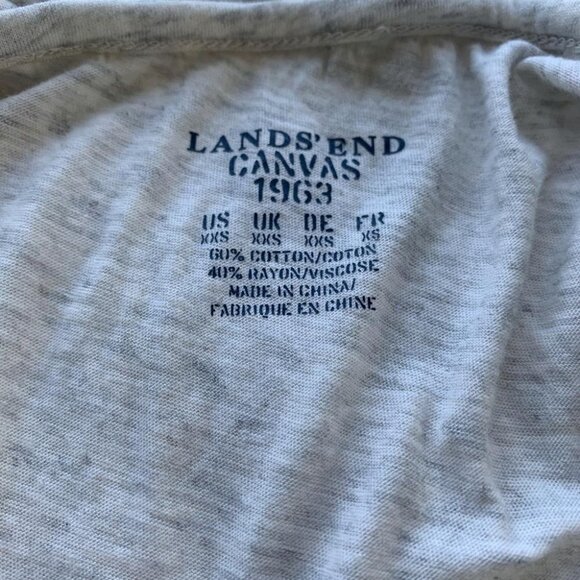 LANDS' END
CANVAS
1963
US UK DE FR
XXS XXS XXS XS
60% COTTON/COTON
40% RAYON/VISCOSE
MADE IN CHINA/
FABRIQUE EN CHINE